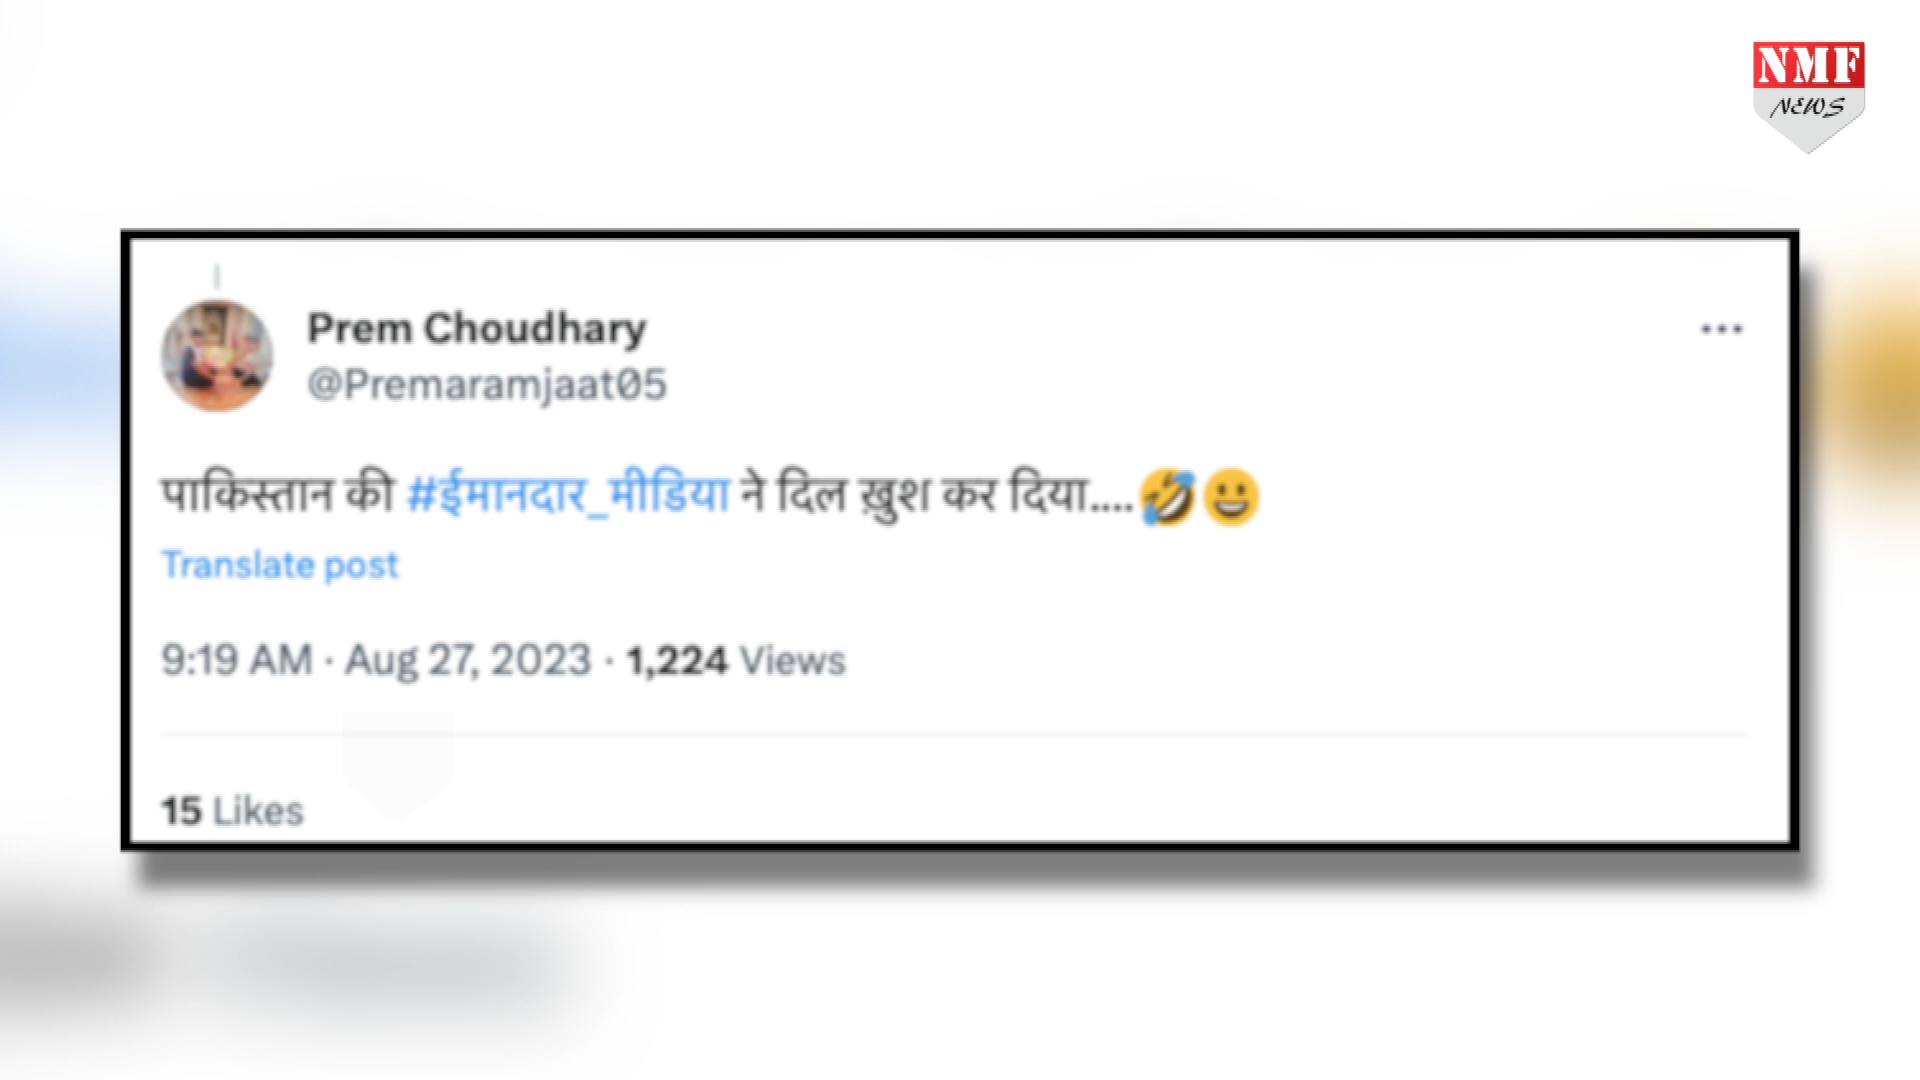 NMF
NEWS
Prem Choudhary
@Premaramjaat05
पाकिस्तान की #ईमानदार_मीडिया ने दिल ख़ुश कर दिया....🤣😀
Translate post
9:19 AM · Aug 27, 2023 · 1,224 Views
15 Likes